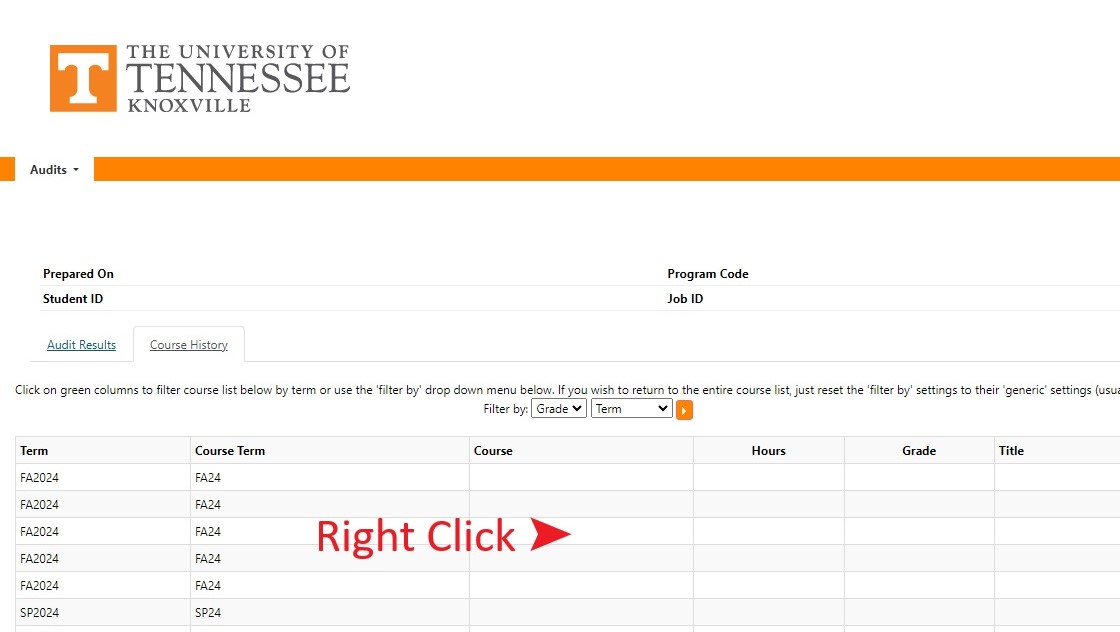 THE UNIVERSITY OF
TENNESSEE
KNOXVILLE
Audits
Prepared On
Program Code
Student ID
Job ID
Audit Results
Course History
Click on green columns to filter course list below by term or use the 'filter by' drop down menu below. If you wish to return to the entire course list, just reset the 'filter by' settings to their 'generic' settings (usua
Filter by: Grade Term
Term Course Term Course Hours Grade Title
FA2024 FA24
FA2024 FA24
FA2024 FA24
Right Click
FA2024 FA24
FA2024 FA24
SP2024 SP24